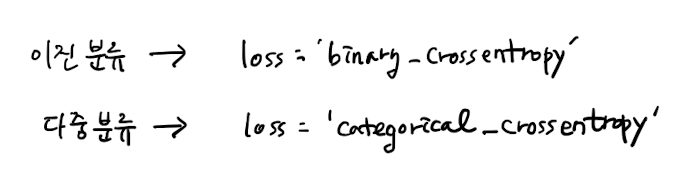 이진 분류 → loss = 'binary_crossentropy'
다중 분류 → loss = 'categorical_crossentropy'